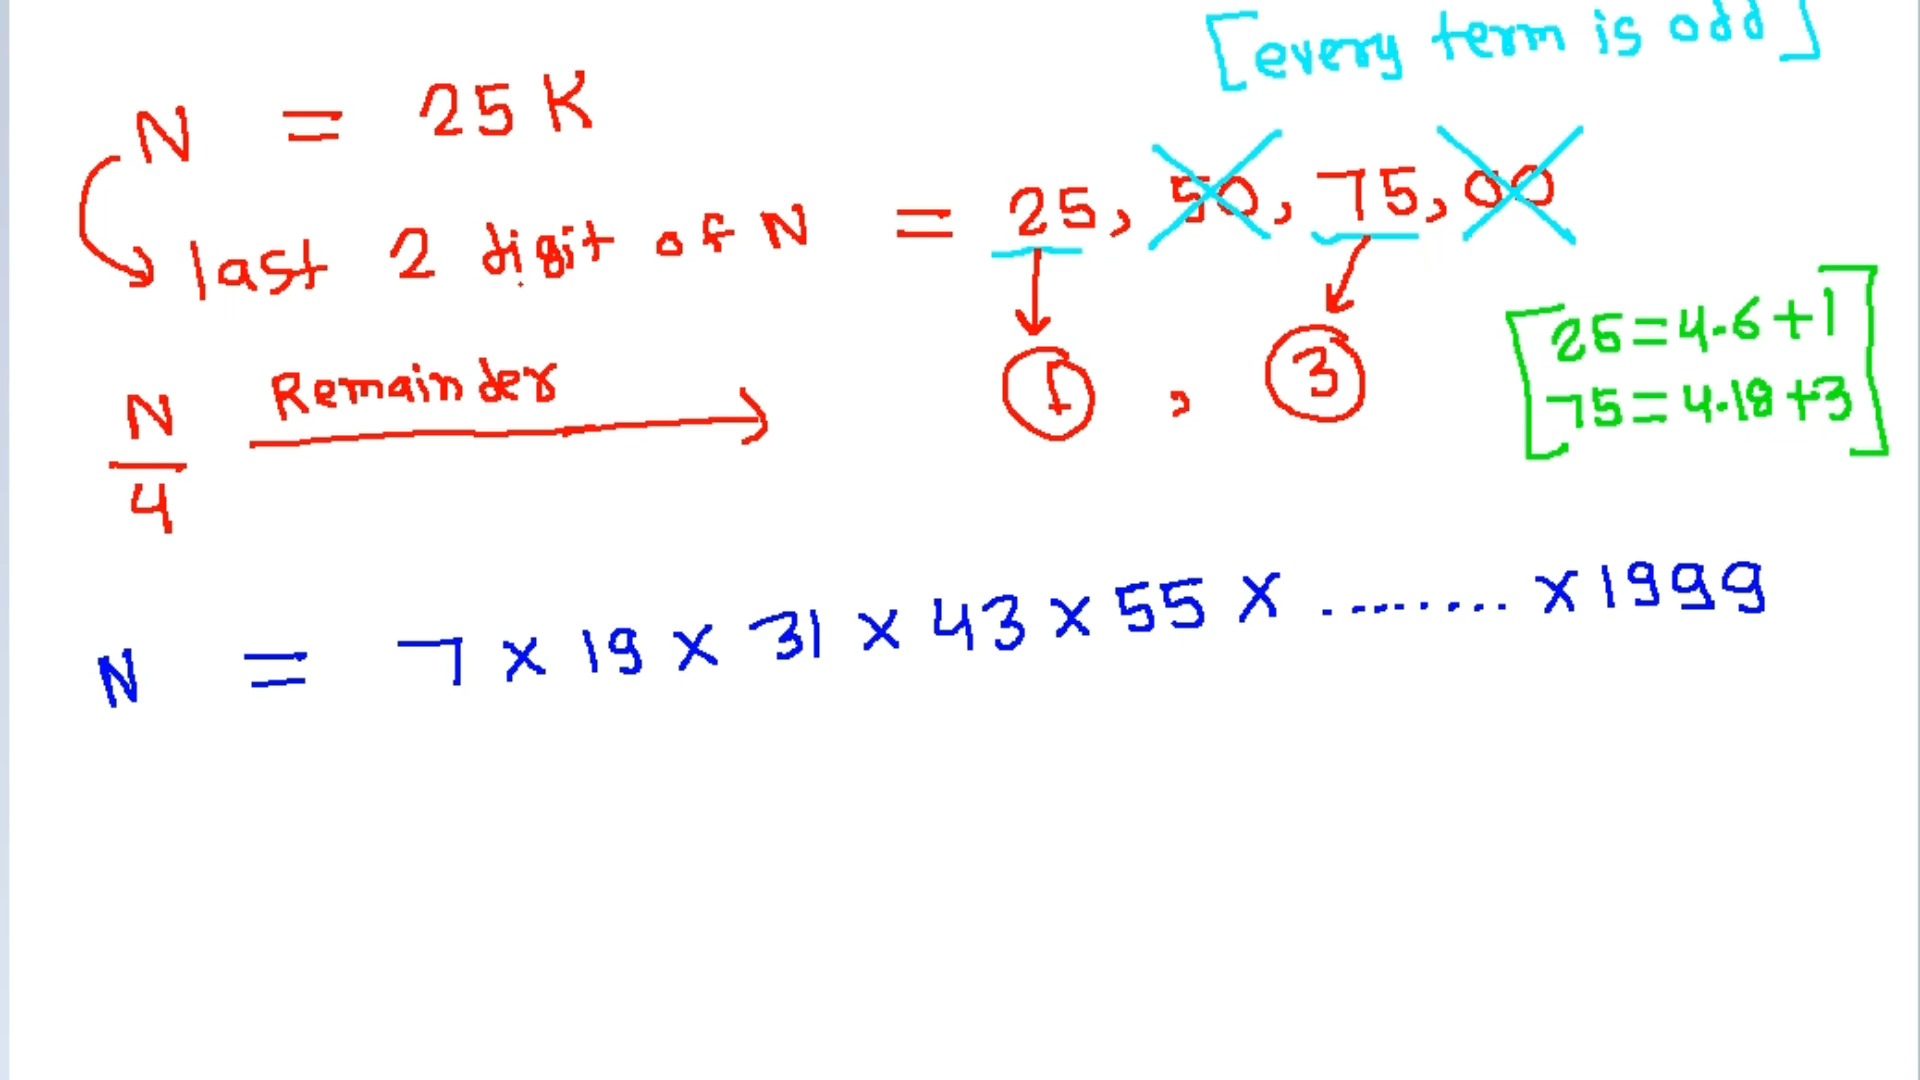 [every term is odd]
N = 25K
last 2 digit of N = 25, 50, 75, 00
N/4 Remainder → 1, 3
[25=4.6+1
75=4.18+3]
N = 7 × 19 × 31 × 43 × 55 × ......... × 1999